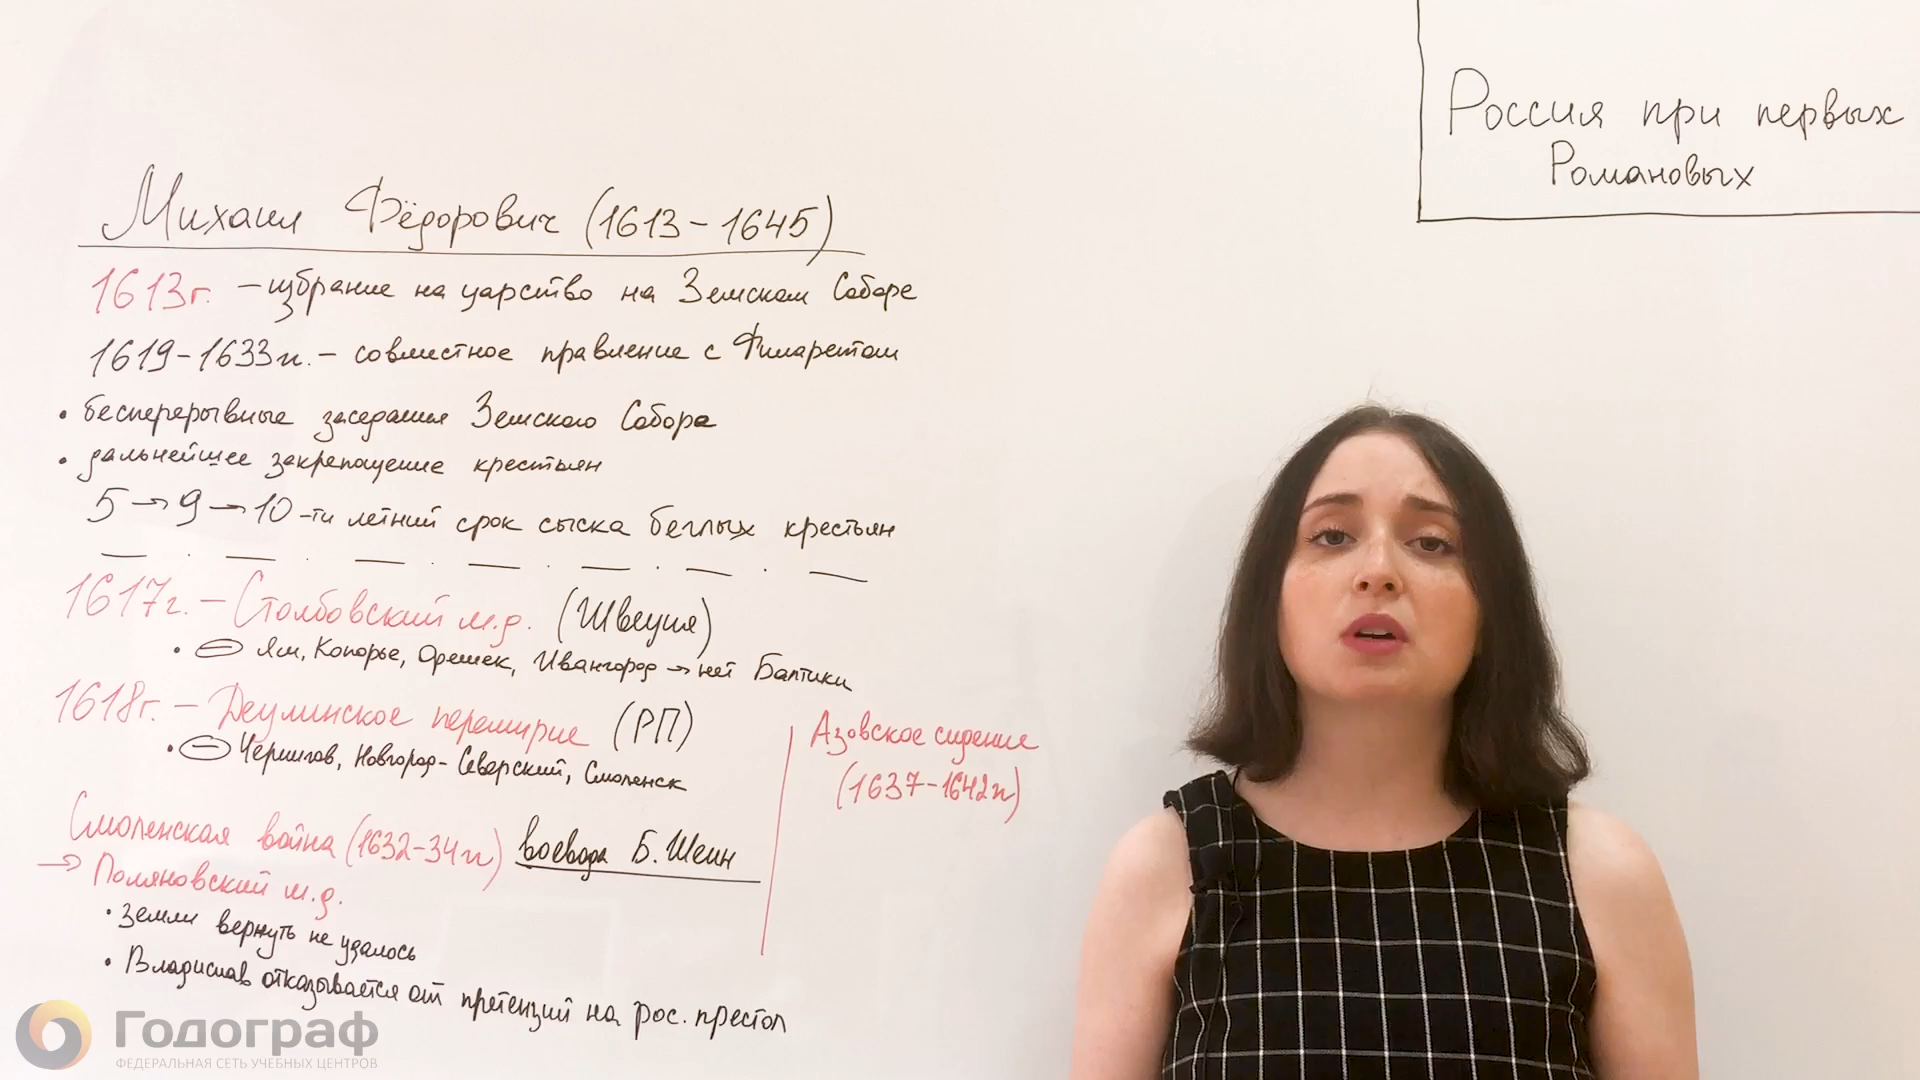 Россия при первых
Романовых
Михаил Фёдорович (1613-1645)
1613г. - избрание на царство на Земском Соборе
1619-1633гг. - совместное правление с Филаретом
• беспрерывные заседания Земского Собора
• дальнейшее закрепощение крестьян
5 → 9 → 10-ти летний срок сыска беглых крестьян
1617г. - Столбовский м.д. (Швеция)
• ⊖ Ям, Копорье, Орешек, Ивангород → нет Балтики
1618г. - Деулинское перемирие (РП)
• ⊖ Чернигов, Новгород-Северский, Смоленск
Смоленская война (1632-34гг) воевода Б. Шеин
→ Поляновский м.д.
• Земли вернуть не удалось
• Владислав отказывается от претензий на рос. престол
Азовское сидение
(1637-1642гг)
Годограф
ФЕДЕРАЛЬНАЯ СЕТЬ УЧЕБНЫХ ЦЕНТРОВ